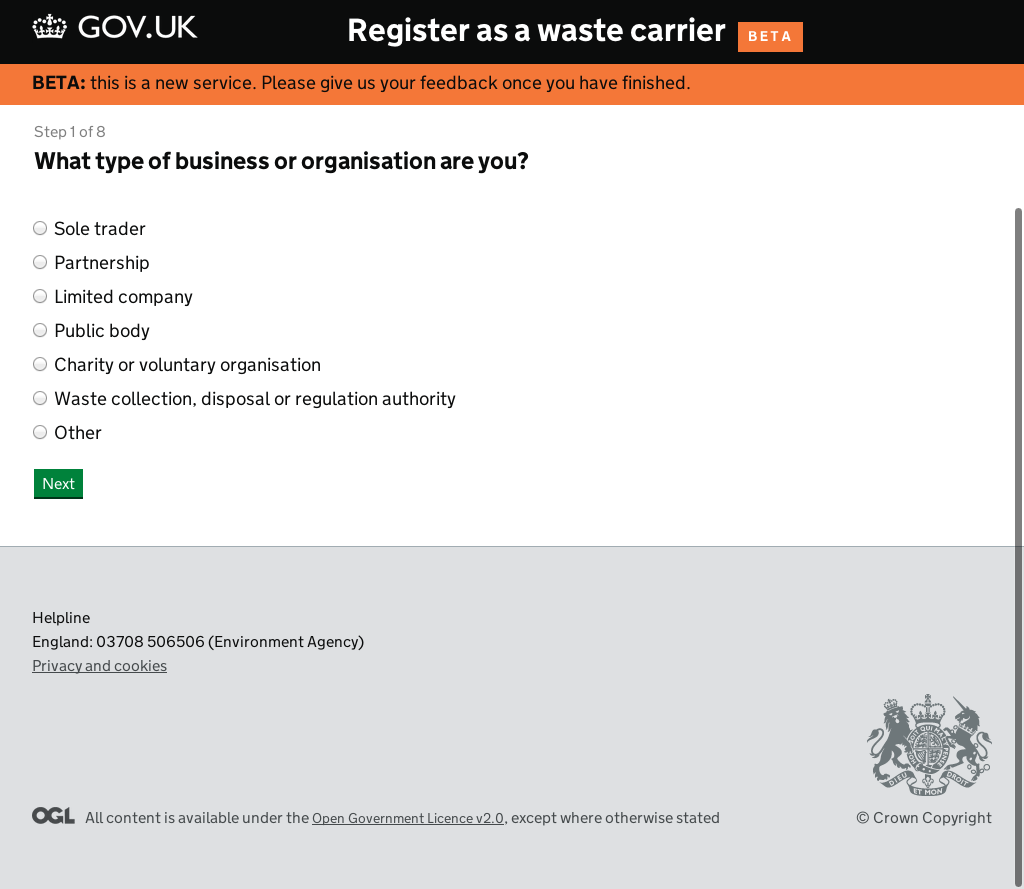 GOV.UK
Register as a waste carrier BETA
BETA: this is a new service. Please give us your feedback once you have finished.
Step 1 of 8
What type of business or organisation are you?
Sole trader
Partnership
Limited company
Public body
Charity or voluntary organisation
Waste collection, disposal or regulation authority
Other
Next
Helpline
England: 03708 506506 (Environment Agency)
Privacy and cookies
DIEU ET MON DROIT
OGL All content is available under the Open Government Licence v2.0, except where otherwise stated
© Crown Copyright